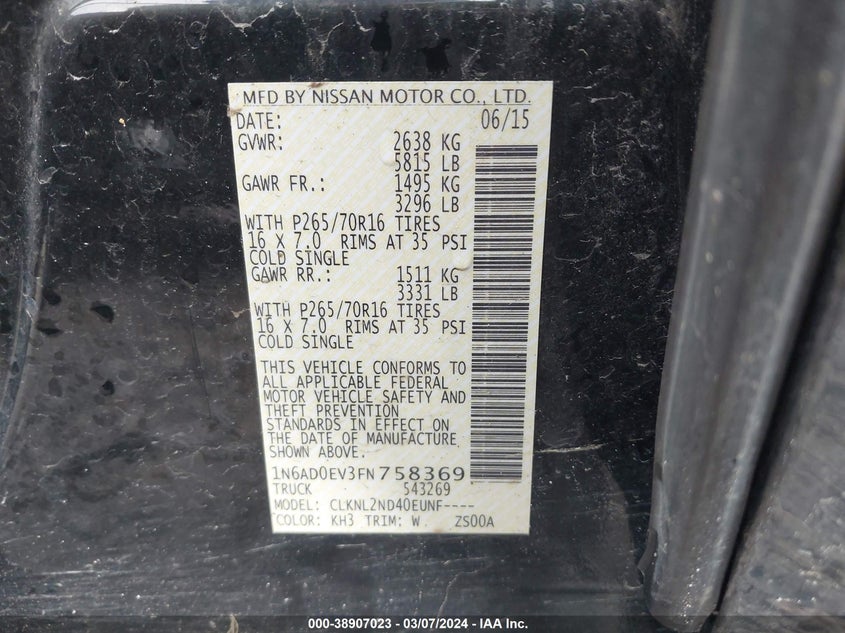 MFD BY NISSAN MOTOR CO., LTD.
DATE: 06/15
GVWR: 2638 KG
5815 LB
GAWR FR.: 1495 KG
3296 LB
WITH P265/70R16 TIRES
16 X 7.0 RIMS AT 35 PSI
COLD SINGLE
GAWR RR.: 1511 KG
3331 LB
WITH P265/70R16 TIRES
16 X 7.0 RIMS AT 35 PSI
COLD SINGLE
THIS VEHICLE CONFORMS TO
ALL APPLICABLE FEDERAL
MOTOR VEHICLE SAFETY AND
THEFT PREVENTION
STANDARDS IN EFFECT ON
THE DATE OF MANUFACTURE
SHOWN ABOVE.
1N6AD0EV3FN758369
TRUCK 543269
MODEL: CLKNL2ND40EUNF----
COLOR: KH3 TRIM: W ZS00A
000-38907023 - 03/07/2024 - IAA Inc.